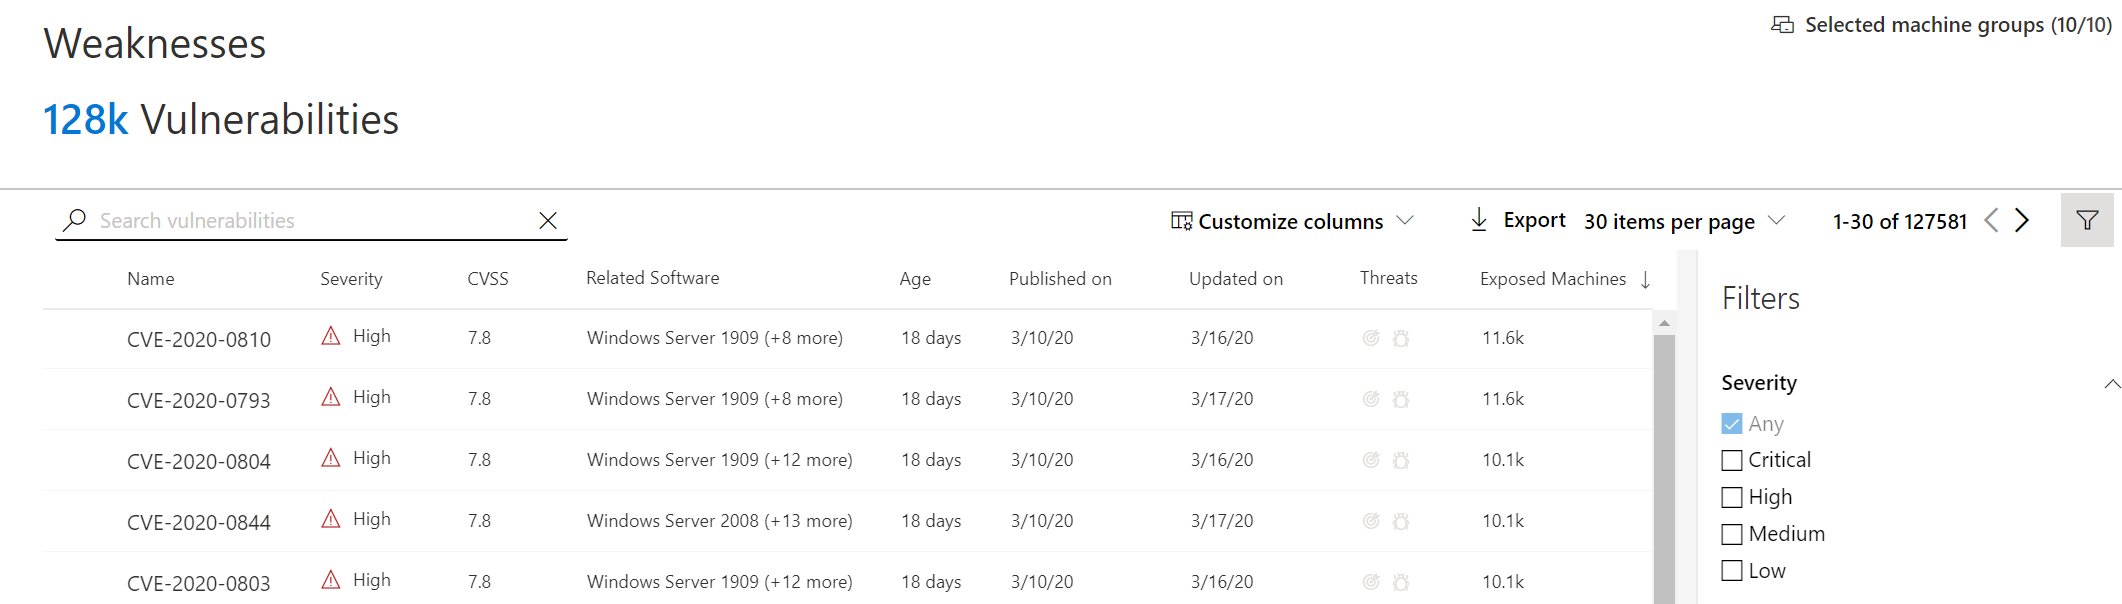 Weaknesses
Selected machine groups (10/10)
128k Vulnerabilities
Search vulnerabilities
Customize columns
Export
30 items per page
1-30 of 127581
Name Severity CVSS Related Software Age Published on Updated on Threats Exposed Machines
CVE-2020-0810 High 7.8 Windows Server 1909 (+8 more) 18 days 3/10/20 3/16/20 11.6k
CVE-2020-0793 High 7.8 Windows Server 1909 (+8 more) 18 days 3/10/20 3/17/20 11.6k
CVE-2020-0804 High 7.8 Windows Server 1909 (+12 more) 18 days 3/10/20 3/16/20 10.1k
CVE-2020-0844 High 7.8 Windows Server 2008 (+13 more) 18 days 3/10/20 3/17/20 10.1k
CVE-2020-0803 High 7.8 Windows Server 1909 (+12 more) 18 days 3/10/20 3/16/20 10.1k
Filters
Severity
Any
Critical
High
Medium
Low